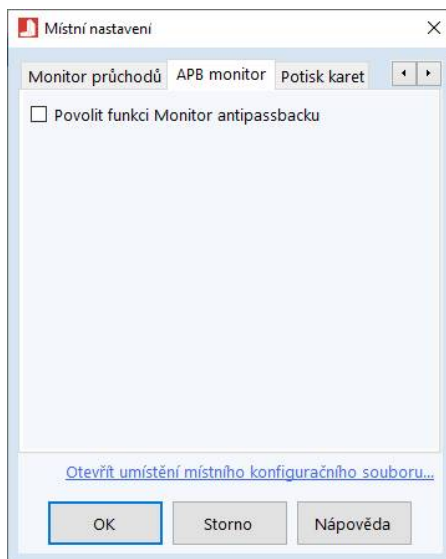 Místní nastavení
Monitor průchodů APB monitor Potisk karet
Povolit funkci Monitor antipassbacku
Otevřít umístění místního konfiguračního souboru...
OK Storno Nápověda